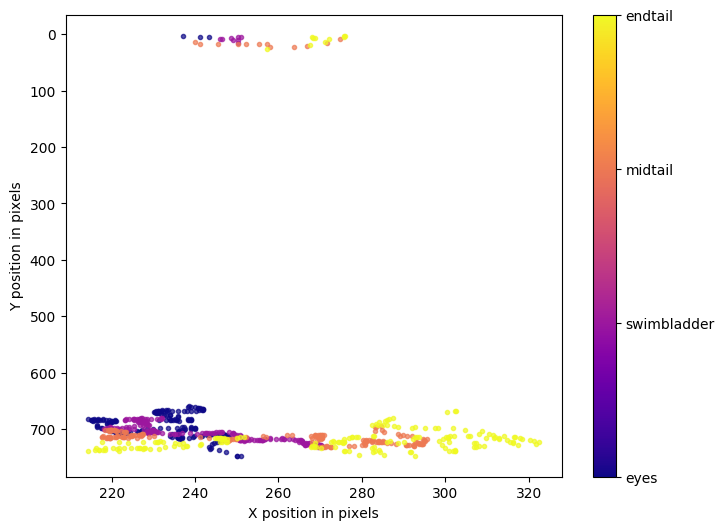 0
100
200
300
400
500
600
700
Y position in pixels
220
240
260
280
300
320
X position in pixels
endtail
midtail
swimbladder
eyes